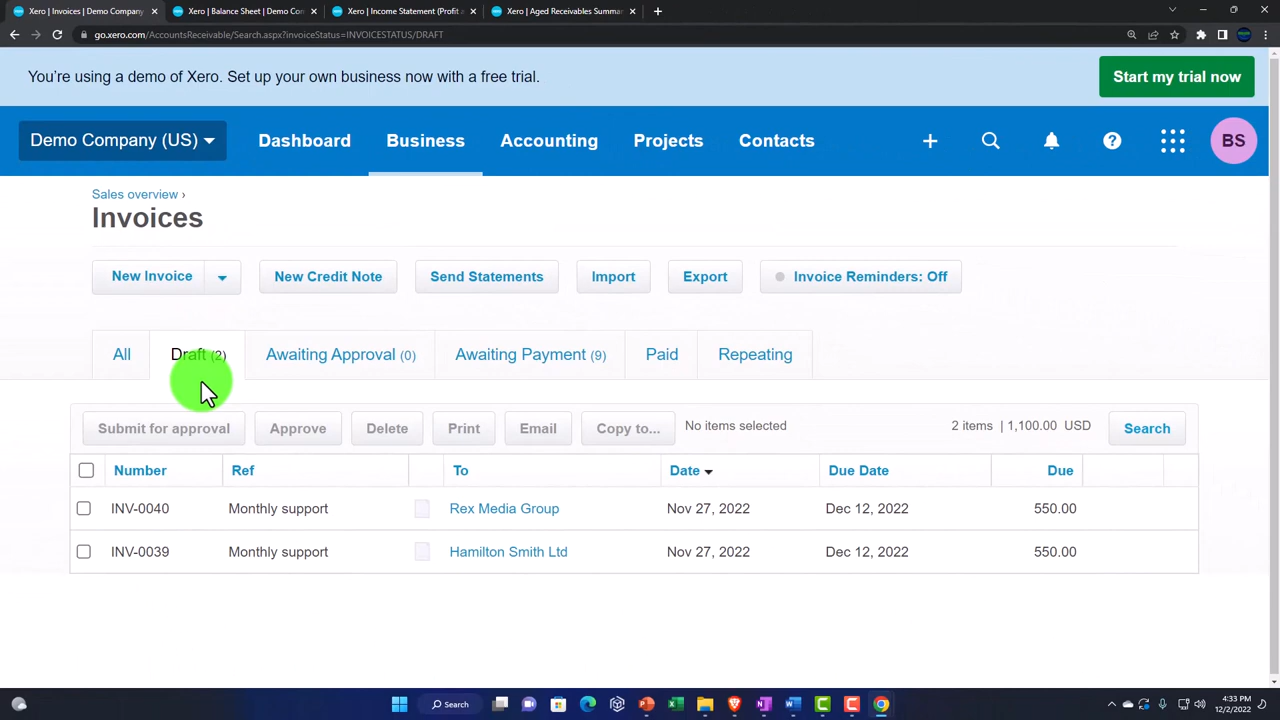 Xero | Invoices | Demo Company
Xero | Balance Sheet | Demo Con
Xero | Income Statement (Profit a
Xero | Aged Receivables Summar
go.xero.com/AccountsReceivable/Search.aspx?invoiceStatus=INVOICESTATUS/DRAFT
You're using a demo of Xero. Set up your own business now with a free trial.
Start my trial now
Demo Company (US)
Dashboard
Business
Accounting
Projects
Contacts
BS
Sales overview ›
Invoices
New Invoice
New Credit Note
Send Statements
Import
Export
Invoice Reminders: Off
All
Draft (2)
Awaiting Approval (0)
Awaiting Payment (9)
Paid
Repeating
Submit for approval
Approve
Delete
Print
Email
Copy to...
No items selected
2 items | 1,100.00 USD
Search
Number Ref To Date Due Date Due
INV-0040 Monthly support Rex Media Group Nov 27, 2022 Dec 12, 2022 550.00
INV-0039 Monthly support Hamilton Smith Ltd Nov 27, 2022 Dec 12, 2022 550.00
Search
4:33 PM
12/2/2022